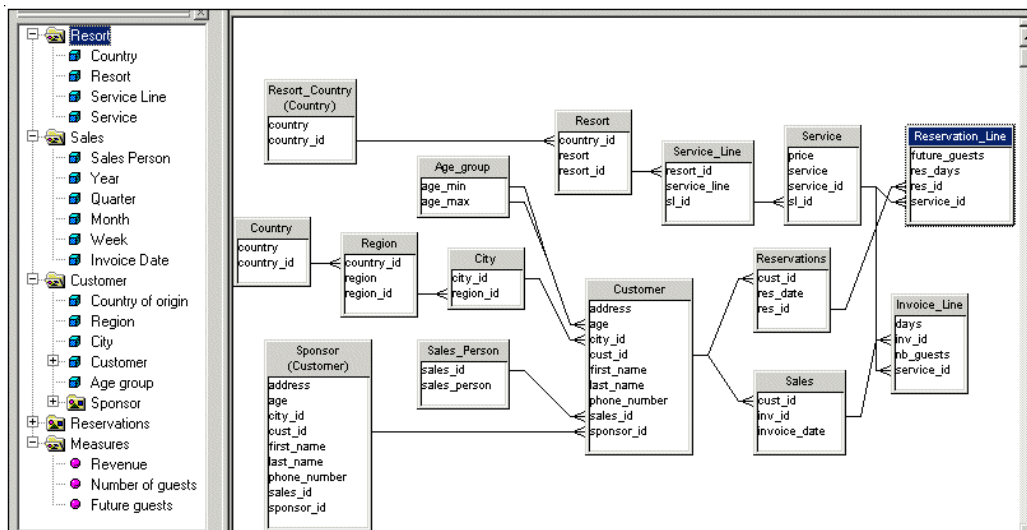 Resort
Country
Resort
Service Line
Service
Sales
Sales Person
Year
Quarter
Month
Week
Invoice Date
Customer
Country of origin
Region
City
Customer
Age group
Sponsor
Reservations
Measures
Revenue
Number of guests
Future guests
Resort_Country
(Country)
country
country_id
Resort
country_id
resort
resort_id
Service_Line
resort_id
service_line
sl_id
Service
price
service
service_id
sl_id
Reservation_Line
future_guests
res_days
res_id
service_id
Age_group
age_min
age_max
Country
country
country_id
Region
country_id
region
region_id
City
city_id
region_id
Customer
address
age
city_id
cust_id
first_name
last_name
phone_number
sales_id
sponsor_id
Reservations
cust_id
res_date
res_id
Invoice_Line
days
inv_id
nb_guests
service_id
Sponsor
(Customer)
address
age
city_id
cust_id
first_name
last_name
phone_number
sales_id
sponsor_id
Sales_Person
sales_id
sales_person
Sales
cust_id
inv_id
invoice_date